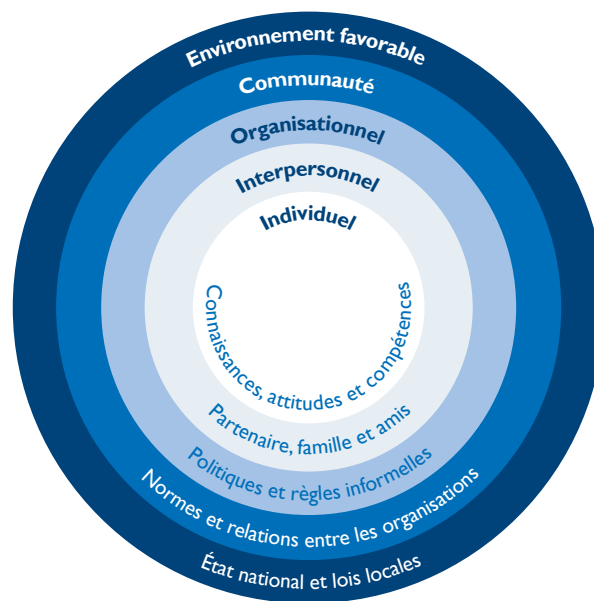 Environnement favorable
Communauté
Organisationnel
Interpersonnel
Individuel
Connaissances, attitudes et compétences
Partenaire, famille et amis
Politiques et règles informelles
Normes et relations entre les organisations
État national et lois locales